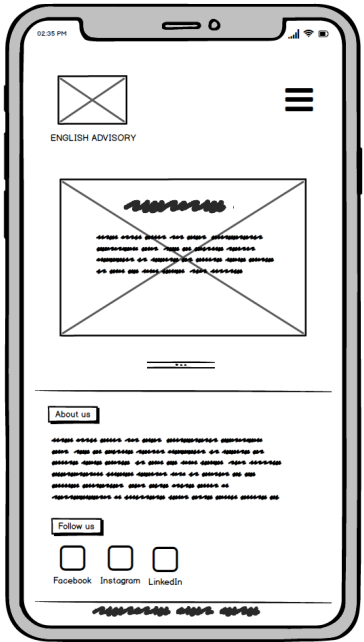 02:35 PM
ENGLISH ADVISORY
About us
Follow us
Facebook Instagram LinkedIn